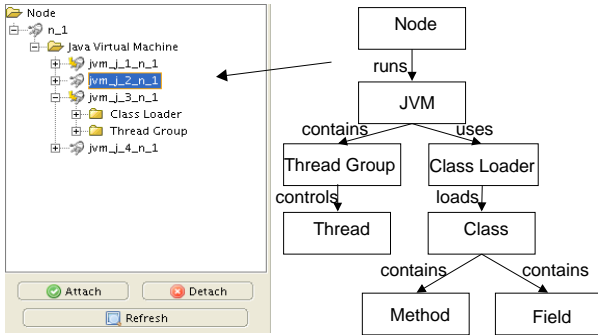 Node
n_1
Java Virtual Machine
jvm_j_1_n_1
jvm_j_2_n_1
jvm_j_3_n_1
Class Loader
Thread Group
jvm_j_4_n_1
Attach
Detach
Refresh
Node
runs
JVM
contains
uses
Thread Group
Class Loader
controls
loads
Thread
Class
contains
contains
Method
Field